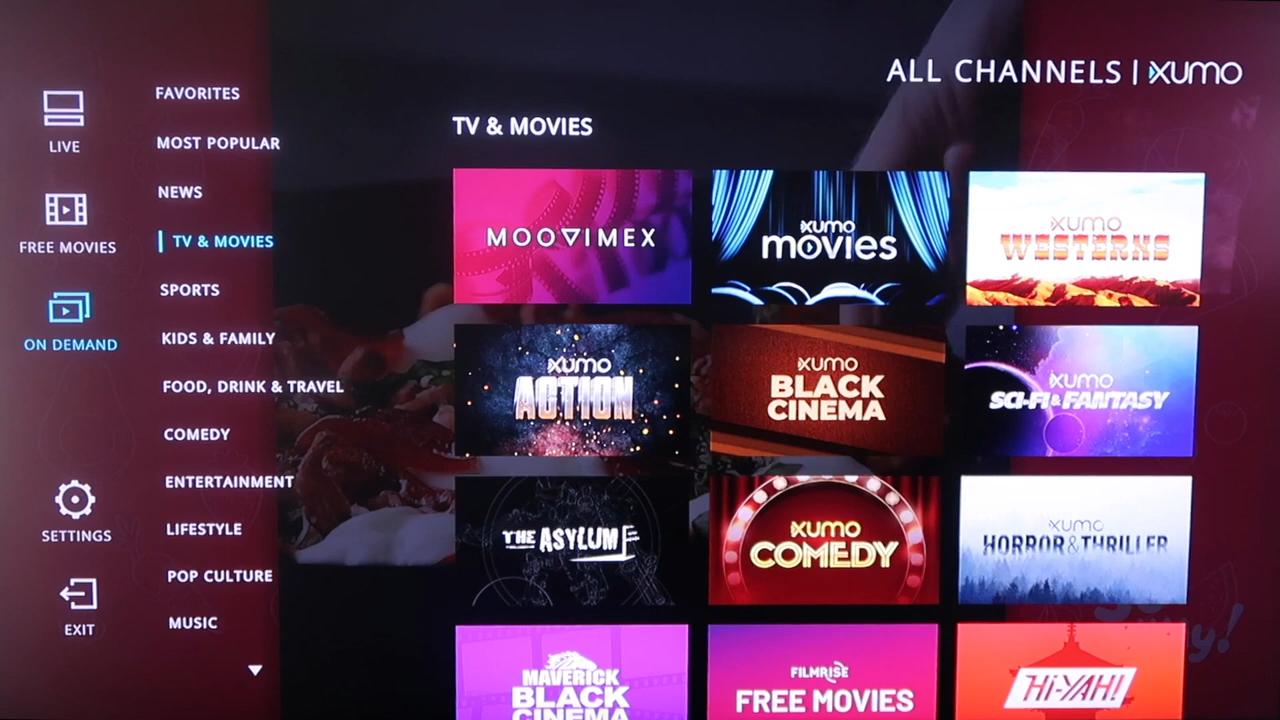 ALL CHANNELS | XUMO
LIVE
FREE MOVIES
ON DEMAND
SETTINGS
EXIT
FAVORITES
MOST POPULAR
NEWS
TV & MOVIES
SPORTS
KIDS & FAMILY
FOOD, DRINK & TRAVEL
COMEDY
ENTERTAINMENT
LIFESTYLE
POP CULTURE
MUSIC
TV & MOVIES
MOOVIMEX
XUMO
movies
XUMO
WESTERNS
XUMO
ACTION
XUMO
BLACK
CINEMA
XUMO
SCI-FI & FANTASY
THE ASYLUM
XUMO
COMEDY
XUMO
HORROR & THRILLER
MAVERICK
BLACK
CINEMA
FILMRISE
FREE MOVIES
HI-YAH!